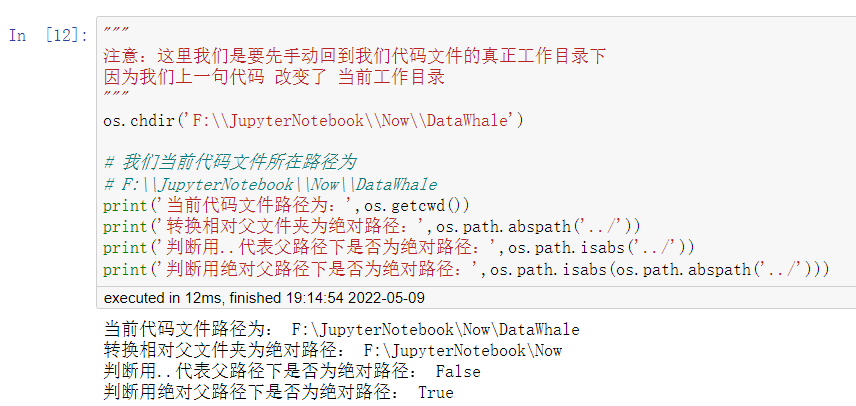 In [12]:
"""
注意：这里我们是要先手动回到我们代码文件的真正工作目录下
因为我们上一句代码 改变了 当前工作目录
"""
os.chdir('F:\\JupyterNotebook\\Now\\DataWhale')
# 我们当前代码文件所在路径为
# F:\\JupyterNotebook\\Now\\DataWhale
print('当前代码文件路径为：',os.getcwd())
print('转换相对父文件夹为绝对路径：',os.path.abspath('../'))
print('判断用..代表父路径下是否为绝对路径：',os.path.isabs('../'))
print('判断用绝对父路径下是否为绝对路径：',os.path.isabs(os.path.abspath('../')))
executed in 12ms, finished 19:14:54 2022-05-09
当前代码文件路径为： F:\JupyterNotebook\Now\DataWhale
转换相对父文件夹为绝对路径： F:\JupyterNotebook\Now
判断用..代表父路径下是否为绝对路径： False
判断用绝对父路径下是否为绝对路径： True